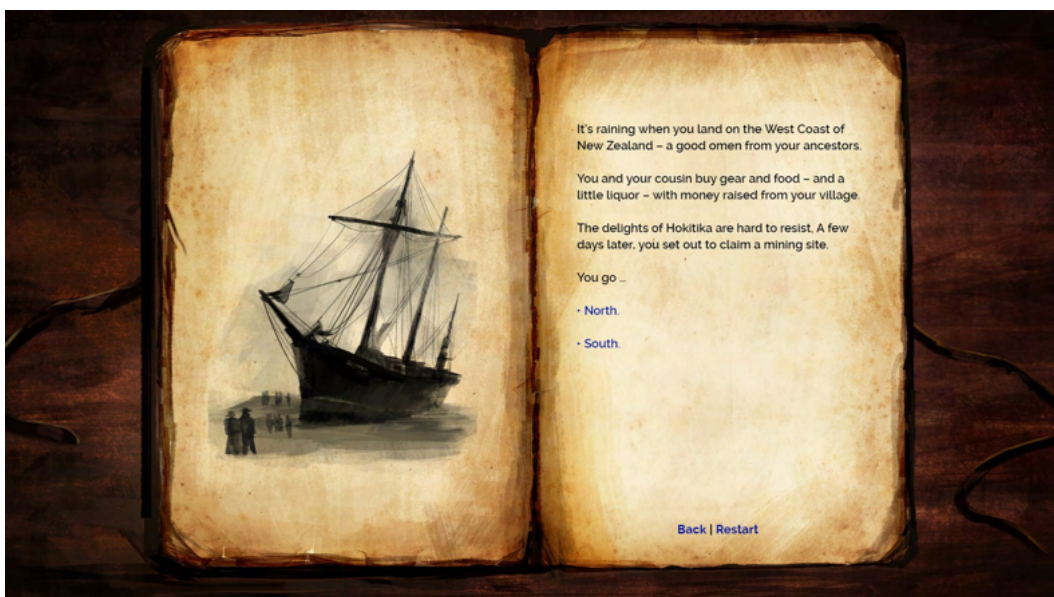 It's raining when you land on the West Coast of
New Zealand – a good omen from your ancestors.
You and your cousin buy gear and food – and a
little liquor – with money raised from your village.
The delights of Hokitika are hard to resist. A few
days later, you set out to claim a mining site.
You go ...
• North.
• South.
Back | Restart